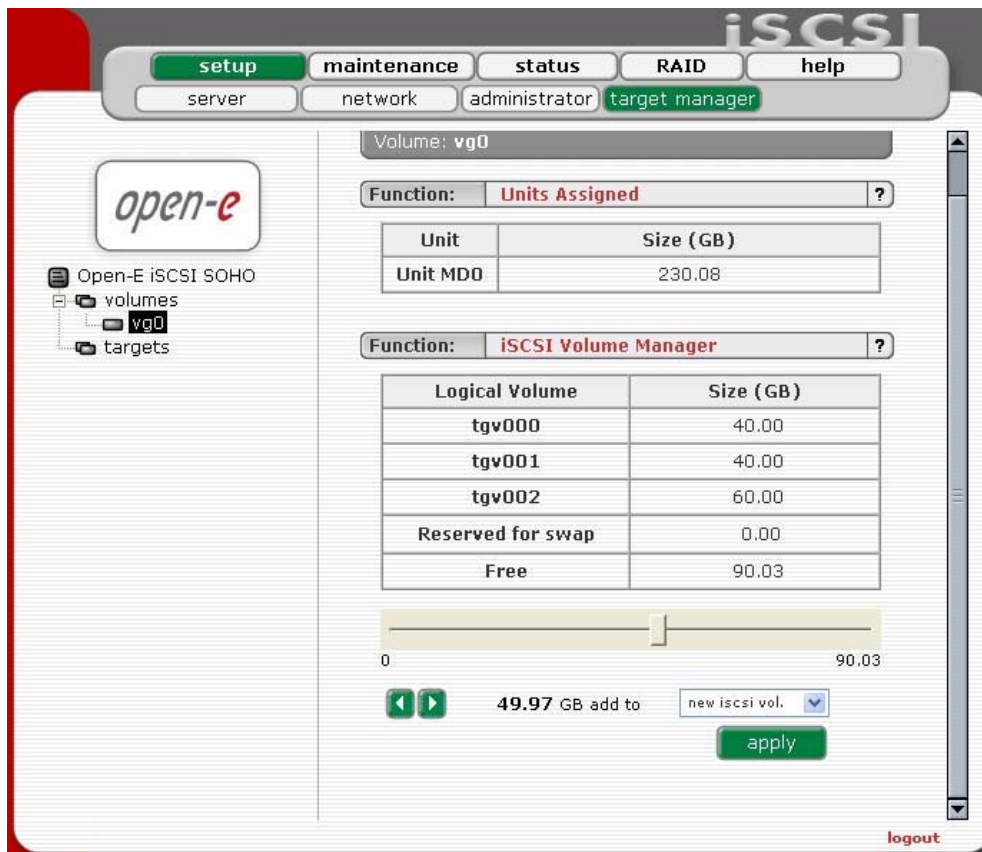 iSCSI
setup maintenance status RAID help
server network administrator target manager
Volume: vg0
open-e
Open-E iSCSI SOHO
volumes
vg0
targets
Function: Units Assigned ?
Unit Size (GB)
Unit MD0 230.08
Function: iSCSI Volume Manager ?
Logical Volume Size (GB)
tgv000 40.00
tgv001 40.00
tgv002 60.00
Reserved for swap 0.00
Free 90.03
0 90.03
49.97 GB add to new iscsi vol.
apply
logout